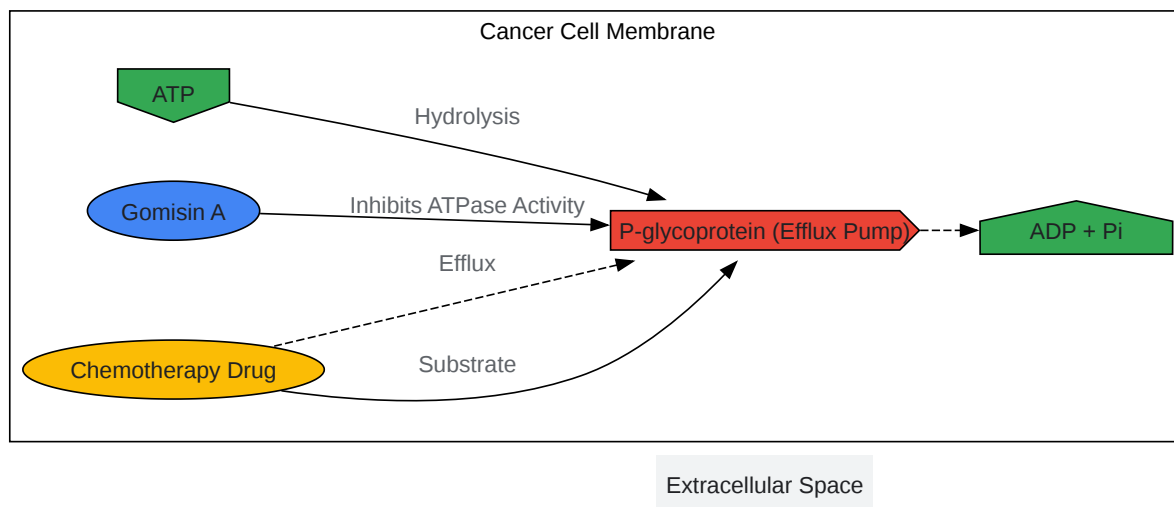 Cancer Cell Membrane
ATP
Hydrolysis
Gomisin A
Inhibits ATPase Activity
P-glycoprotein (Efflux Pump)
ADP + Pi
Efflux
Chemotherapy Drug
Substrate
Extracellular Space